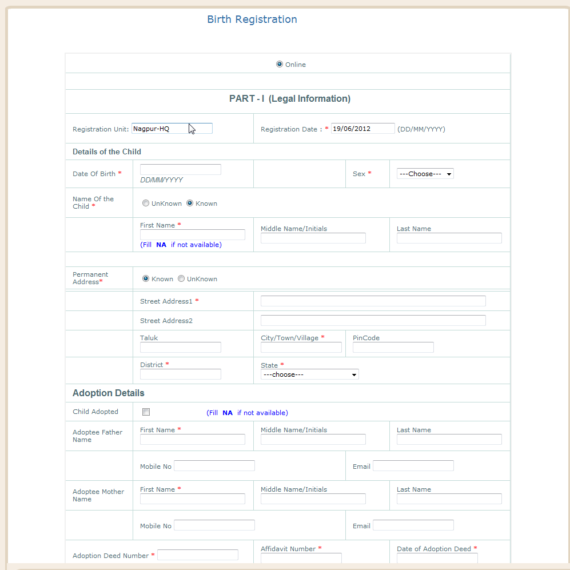 Birth Registration
Online
PART - I (Legal Information)
Registration Unit: Nagpur-HQ Registration Date : * 19/06/2012 (DD/MM/YYYY)
Details of the Child
Date Of Birth * Sex * ---Choose---
DD/MM/YYYY
Name Of the Child * UnKnown Known
First Name * Middle Name/Initials Last Name
(Fill NA if not available)
Permanent Address* Known UnKnown
Street Address1 *
Street Address2
Taluk City/Town/Village * PinCode
District * State *
---choose---
Adoption Details
Child Adopted (Fill NA if not available)
Adoptee Father Name First Name * Middle Name/Initials Last Name
Mobile No Email
Adoptee Mother Name First Name * Middle Name/Initials Last Name
Mobile No Email
Adoption Deed Number * Affidavit Number * Date of Adoption Deed *